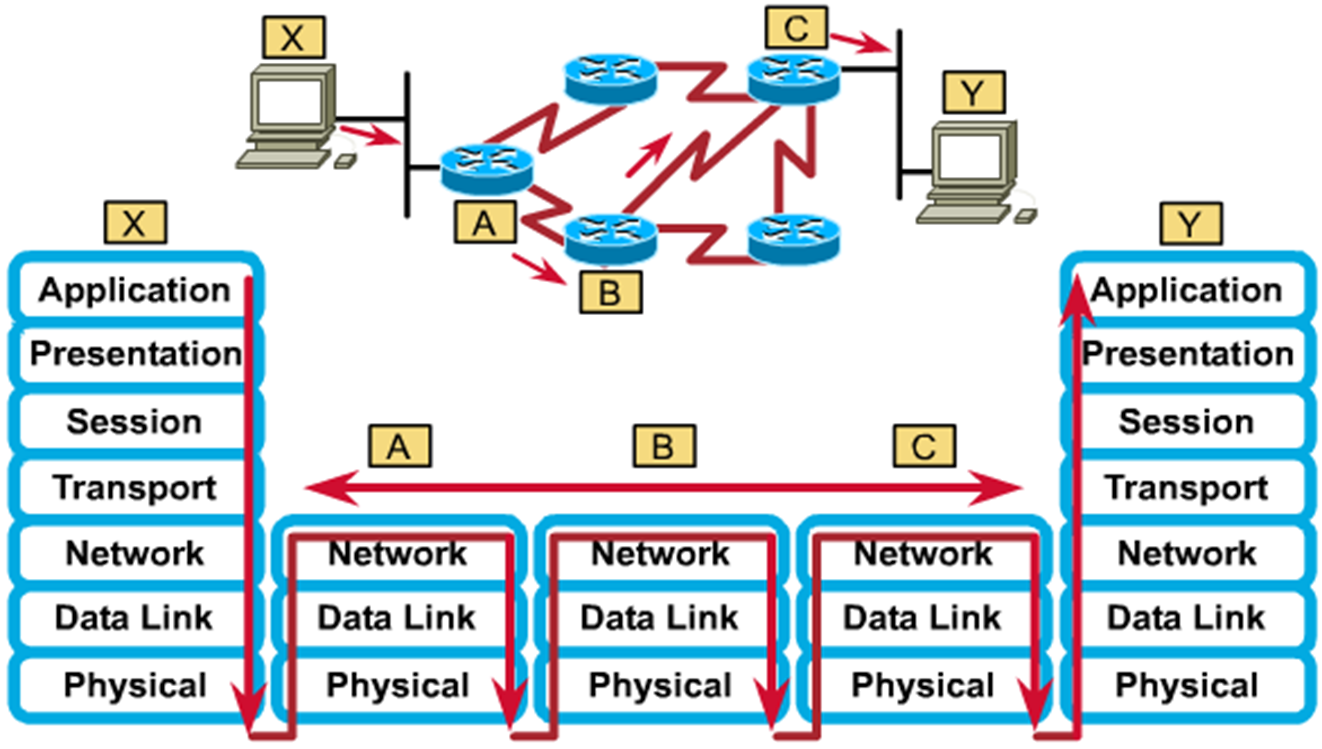 X
C
Y
A
B
X
Y
Application
Presentation
Session
Transport
Network
Data Link
Physical
A
B
C
Network
Data Link
Physical
Network
Data Link
Physical
Network
Data Link
Physical
Application
Presentation
Session
Transport
Network
Data Link
Physical